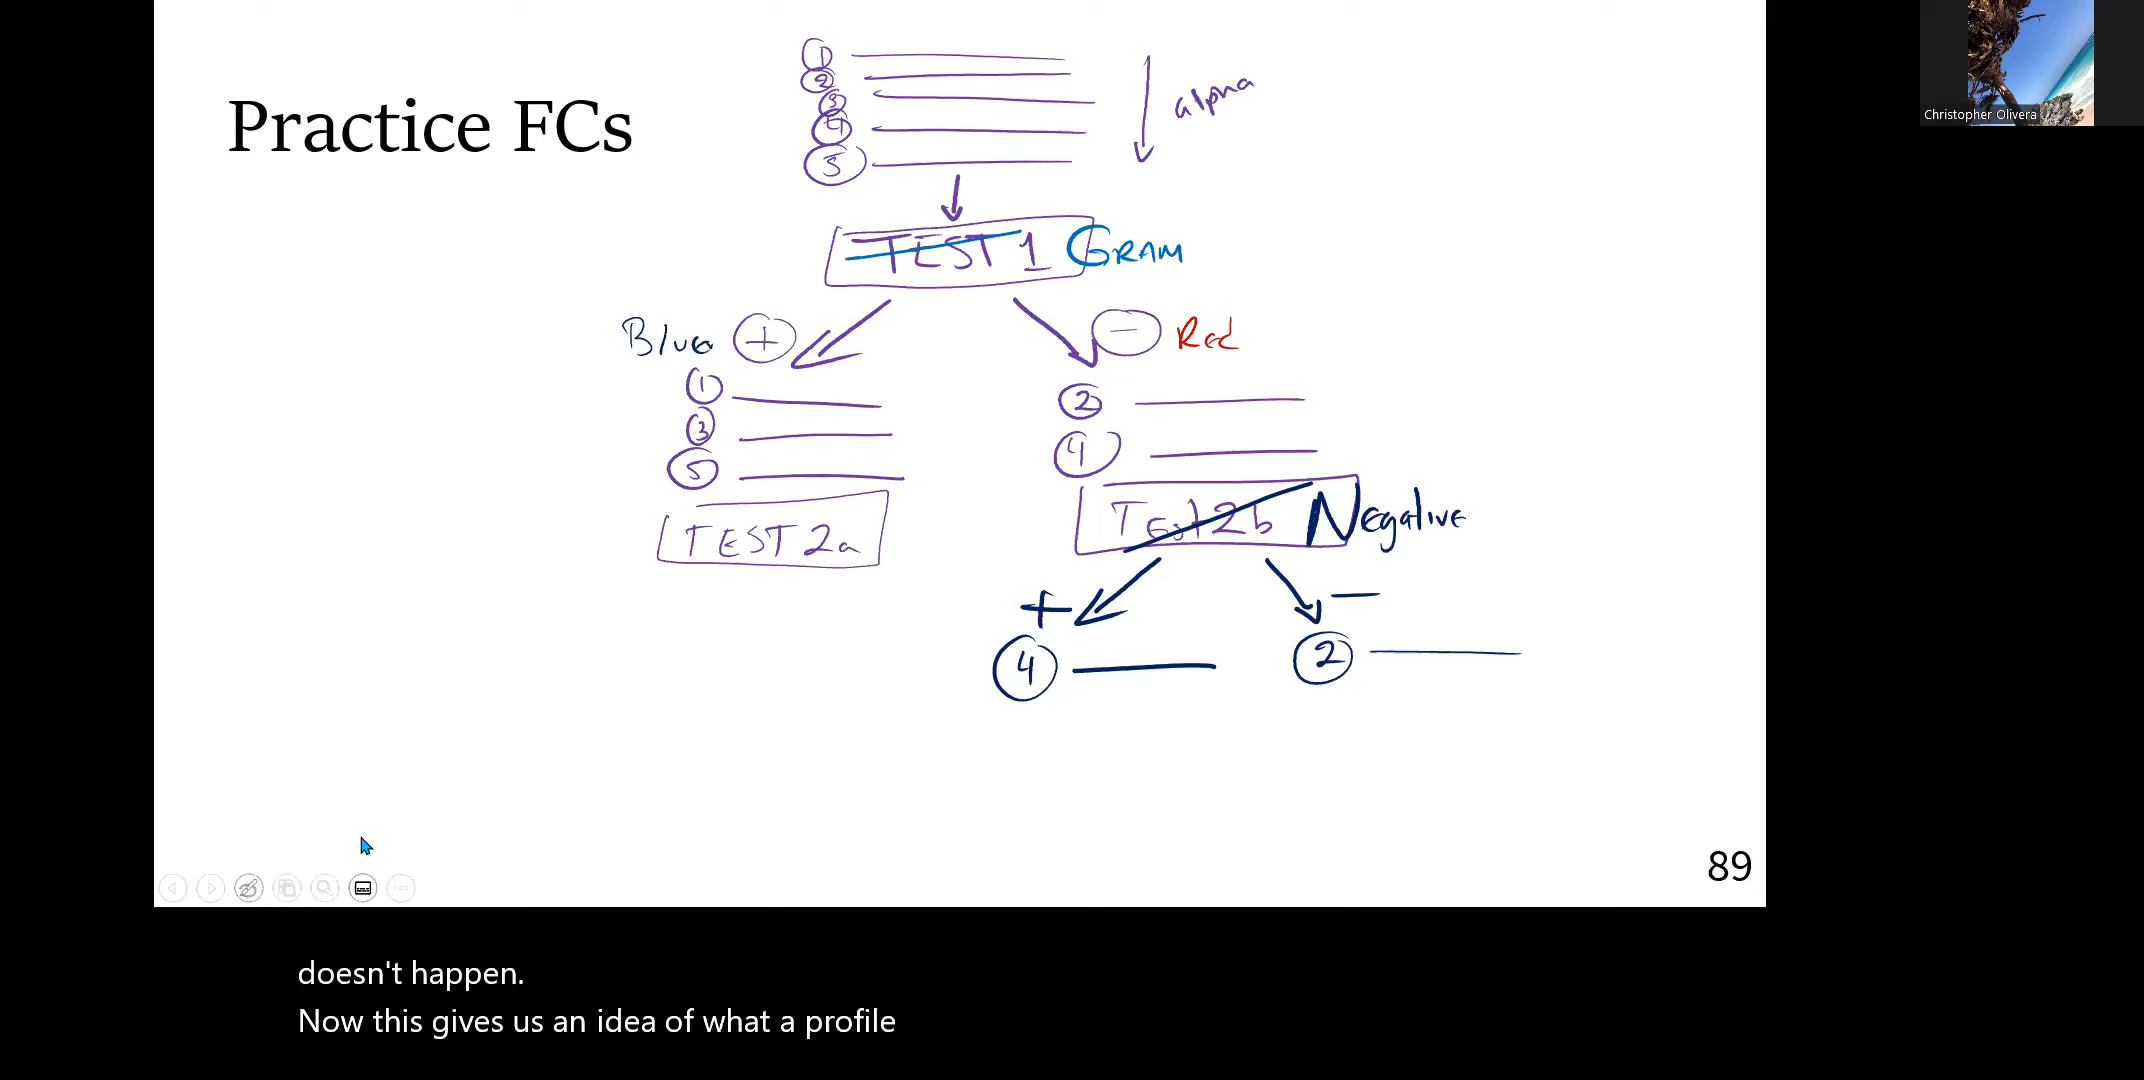 Practice FCs
1
2
3
4
5
alpha
TEST 1 GRAM
Blue + - Red
1
3
5
TEST 2a
2
4
Test 2b Negative
+ -
4 2
89
Christopher Olivera
doesn't happen.
Now this gives us an idea of what a profile